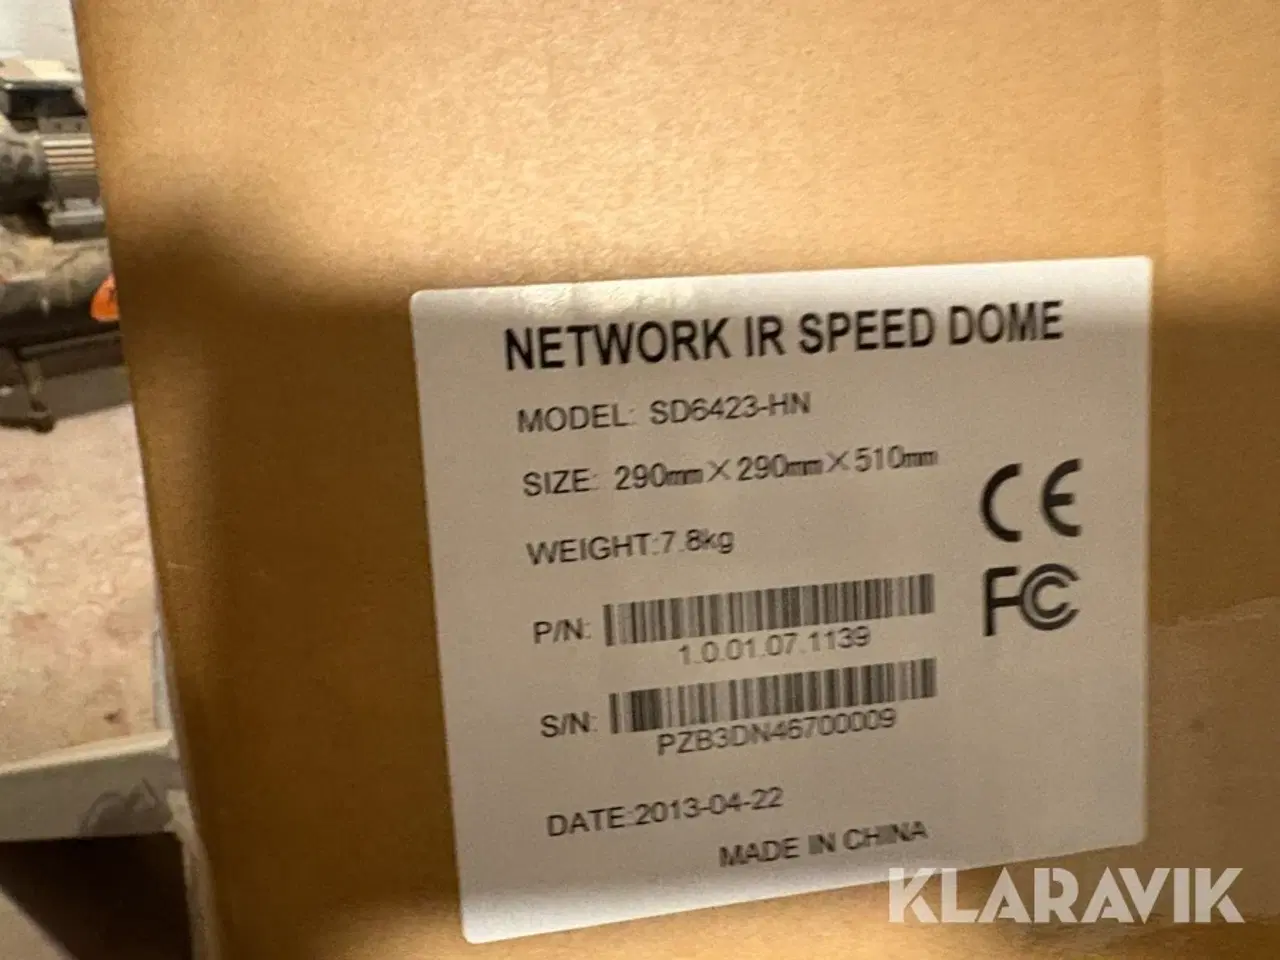 NETWORK IR SPEED DOME
MODEL: SD6423-HN
SIZE: 290mm×290mm×510mm
WEIGHT:7.8kg
P/N:
1.0.01.07.1139
S/N:
PZB3DN46700009
DATE:2013-04-22
MADE IN CHINA
CE
FC
KLARAVIK